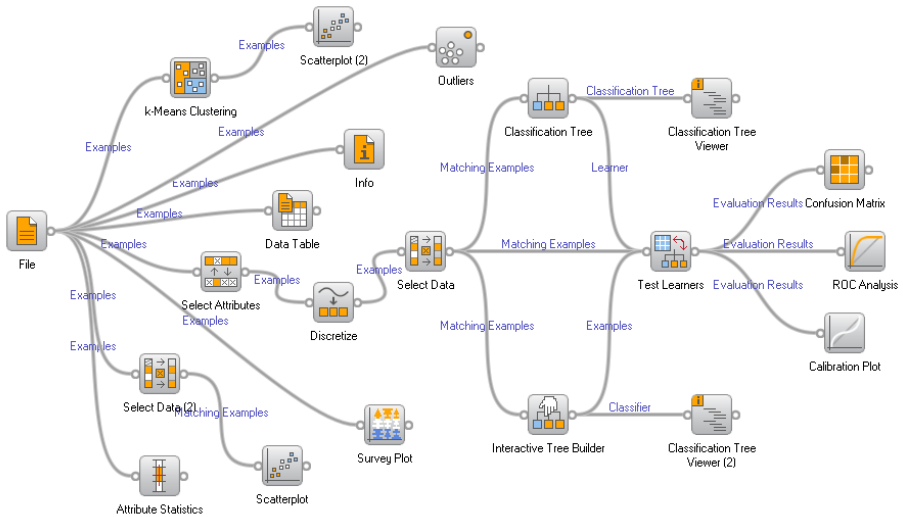 Examples
Scatterplot (2)
Outliers
k-Means Clustering
Examples
Classification Tree
Classification Tree
Classification Tree
Viewer
Examples
Matching Examples
Learner
Examples
Info
Examples
Data Table
Evaluation Results
Confusion Matrix
File
Examples
Examples
Select Attributes
Examples
Select Data
Matching Examples
Test Learners
Evaluation Results
ROC Analysis
Examples
Examples
Discretize
Matching Examples
Examples
Evaluation Results
Calibration Plot
Examples
Select Data (2)
Matching Examples
Survey Plot
Classifier
Interactive Tree Builder
Classification Tree
Viewer (2)
Attribute Statistics
Scatterplot